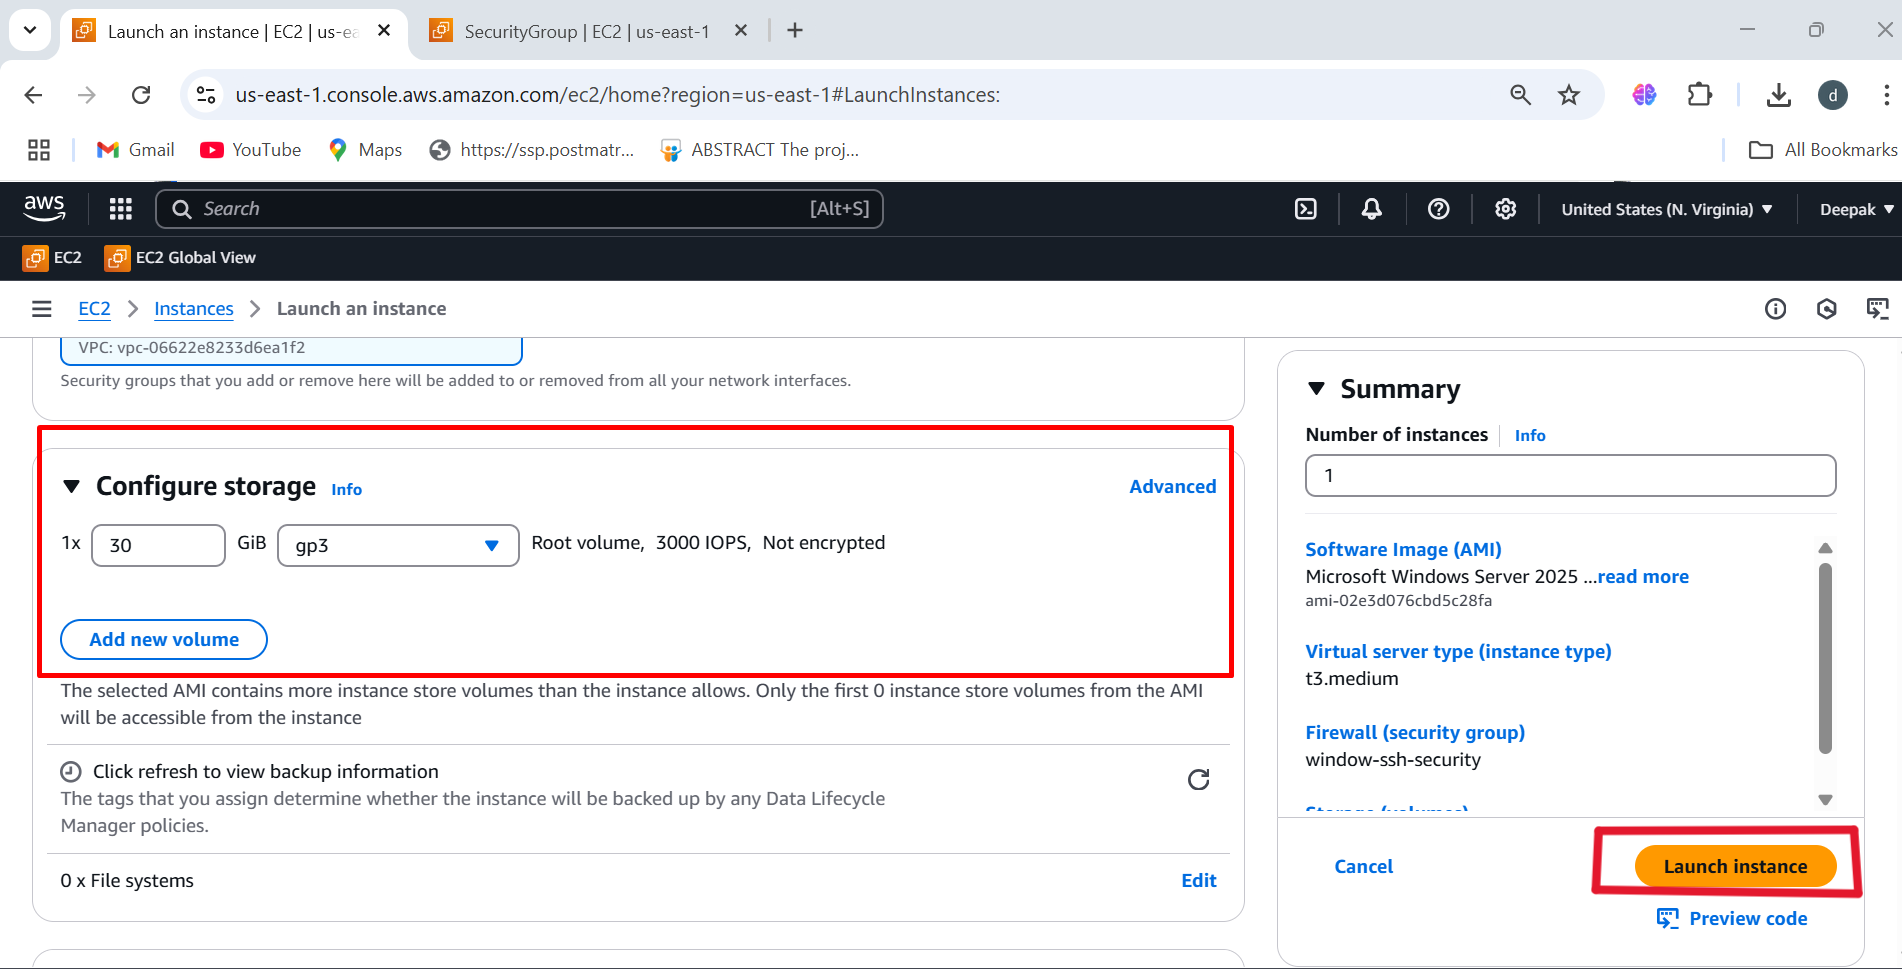 Launch an instance | EC2 | us-ea
SecurityGroup | EC2 | us-east-1
us-east-1.console.aws.amazon.com/ec2/home?region=us-east-1#LaunchInstances:
d
Gmail
YouTube
Maps
https://ssp.postmatr...
ABSTRACT The proj...
All Bookmarks
aws
Search
[Alt+S]
United States (N. Virginia)
Deepak
EC2
EC2 Global View
EC2
Instances
Launch an instance
VPC: vpc-06622e8233d6ea1f2
Security groups that you add or remove here will be added to or removed from all your network interfaces.
Configure storage Info
Advanced
1x 30 GiB gp3 Root volume, 3000 IOPS, Not encrypted
Add new volume
The selected AMI contains more instance store volumes than the instance allows. Only the first 0 instance store volumes from the AMI
will be accessible from the instance
Click refresh to view backup information
The tags that you assign determine whether the instance will be backed up by any Data Lifecycle
Manager policies.
0 x File systems
Edit
Summary
Number of instances Info
1
Software Image (AMI)
Microsoft Windows Server 2025 ...read more
ami-02e3d076cbd5c28fa
Virtual server type (instance type)
t3.medium
Firewall (security group)
window-ssh-security
Storage (volumes)
Cancel
Launch instance
Preview code